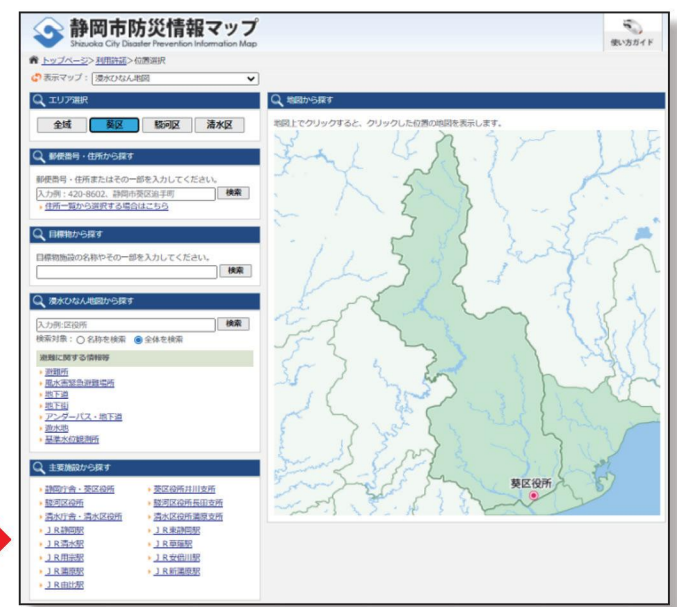 静岡市防災情報マップ
Shizuoka City Disaster Prevention Information Map
使い方ガイド
トップページ>利用許諾>位置選択
表示マップ： 浸水ひなん地図
エリア選択
全域 葵区 駿河区 清水区
郵便番号・住所から探す
郵便番号・住所またはその一部を入力してください。
入力例：420-8602、静岡市葵区追手町 検索
住所一覧から選択する場合はこちら
目標物から探す
目標物施設の名称やその一部を入力してください。
検索
浸水ひなん地図から探す
入力例:区役所 検索
検索対象： 名称を検索 全体を検索
避難に関する情報等
避難所
風水害緊急避難場所
地下道
地下街
アンダーパス・地下道
遊水地
基準水位観測所
主要施設から探す
静岡庁舎・葵区役所 葵区役所井川支所
駿河区役所 駿河区役所長田支所
清水庁舎・清水区役所 清水区役所蒲原支所
ＪＲ静岡駅 ＪＲ東静岡駅
ＪＲ清水駅 ＪＲ草薙駅
ＪＲ用宗駅 ＪＲ安倍川駅
ＪＲ蒲原駅 ＪＲ新蒲原駅
ＪＲ由比駅
地図から探す
地図上でクリックすると、クリックした位置の地図を表示します。
葵区役所